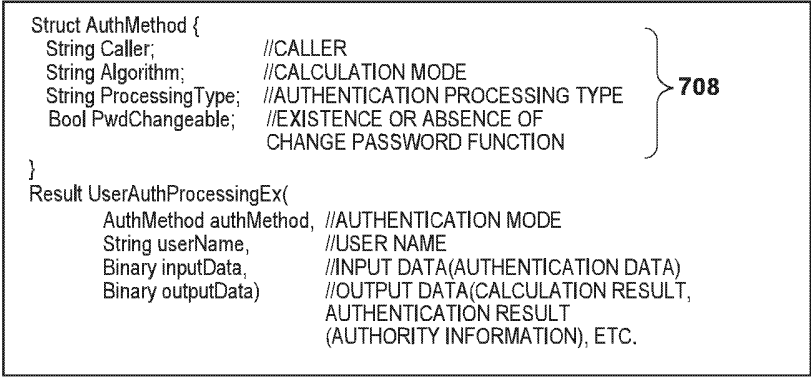 Struct AuthMethod {
String Caller; //CALLER
String Algorithm; //CALCULATION MODE
String ProcessingType; //AUTHENTICATION PROCESSING TYPE
Bool PwdChangeable; //EXISTENCE OR ABSENCE OF
CHANGE PASSWORD FUNCTION
708
}
Result UserAuthProcessingEx(
AuthMethod authMethod, //AUTHENTICATION MODE
String userName, //USER NAME
Binary inputData, //INPUT DATA(AUTHENTICATION DATA)
Binary outputData) //OUTPUT DATA(CALCULATION RESULT,
AUTHENTICATION RESULT
(AUTHORITY INFORMATION), ETC.